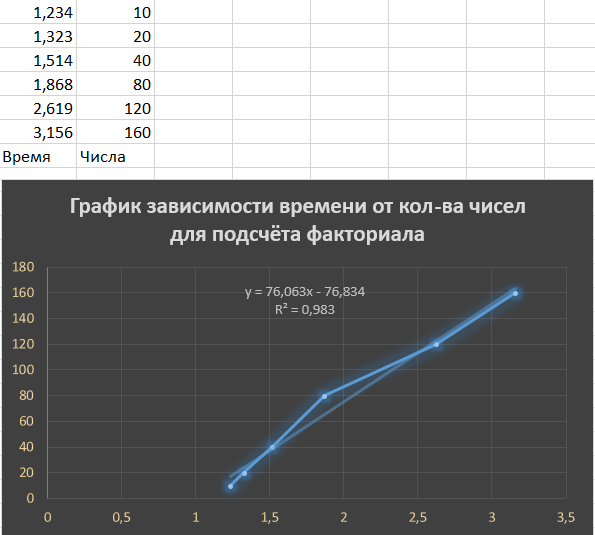 1,234 10
1,323 20
1,514 40
1,868 80
2,619 120
3,156 160
Время Числа
График зависимости времени от кол-ва чисел
для подсчёта факториала
y = 76,063x - 76,834
R² = 0,983
180
160
140
120
100
80
60
40
20
0
0 0,5 1 1,5 2 2,5 3 3,5